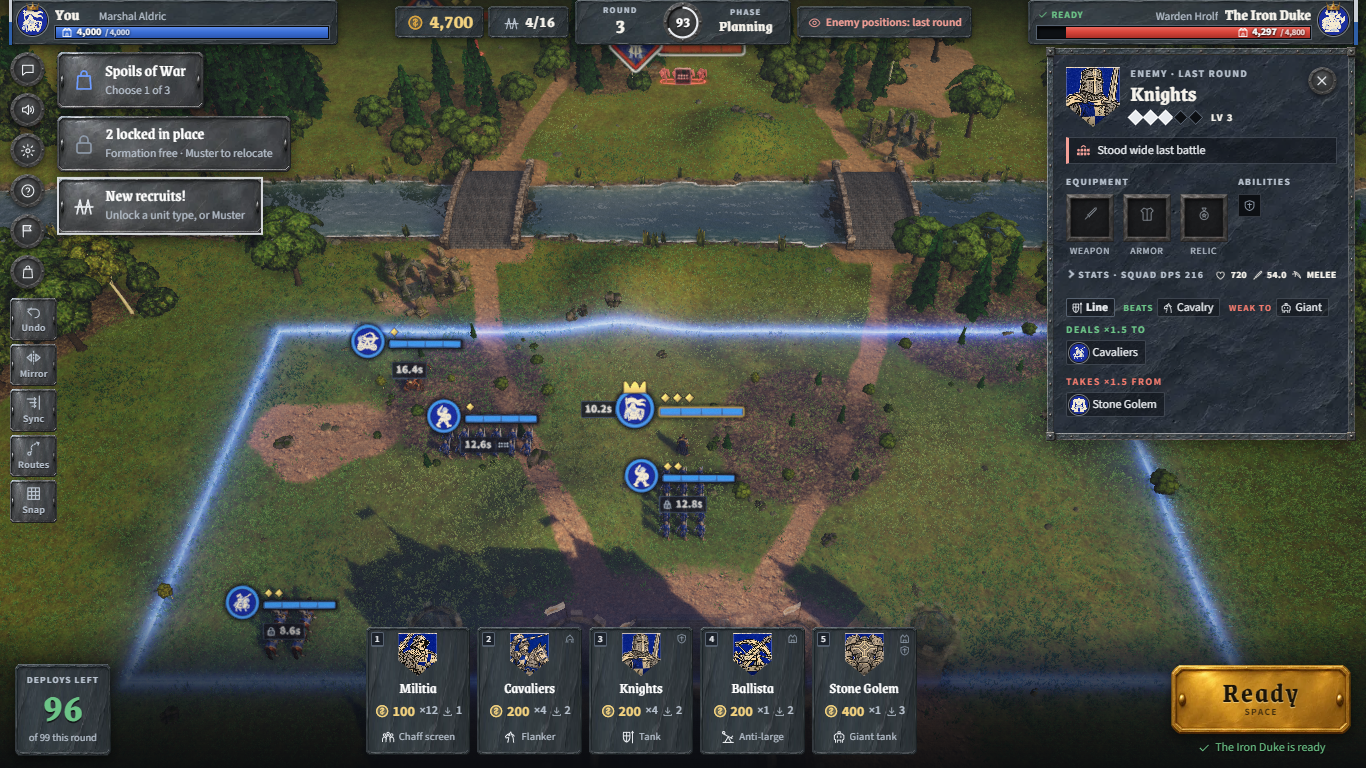 You Marshal Aldric
4,000 / 4,000
4,700
4/16
ROUND
3
93
PHASE
Planning
Enemy positions: last round
READY
Warden Hrolf The Iron Duke
4,297 / 4,800
Spoils of War
Choose 1 of 3
2 locked in place
Formation free · Muster to relocate
New recruits!
Unlock a unit type, or Muster
Undo
Mirror
Sync
Routes
Snap
ENEMY · LAST ROUND
Knights
LV 3
Stood wide last battle
EQUIPMENT
ABILITIES
WEAPON
ARMOR
RELIC
STATS · SQUAD DPS 216 720 54.0 MELEE
Line BEATS Cavalry WEAK TO Giant
DEALS ×1.5 TO
Cavaliers
TAKES ×1.5 FROM
Stone Golem
16.4s
12.6s
10.2s
12.8s
8.6s
DEPLOYS LEFT
96
of 99 this round
1
Militia
100 ×12 1
Chaff screen
2
Cavaliers
200 ×4 2
Flanker
3
Knights
200 ×4 2
Tank
4
Ballista
200 ×1 2
Anti-large
5
Stone Golem
400 ×1 3
Giant tank
Ready
SPACE
The Iron Duke is ready